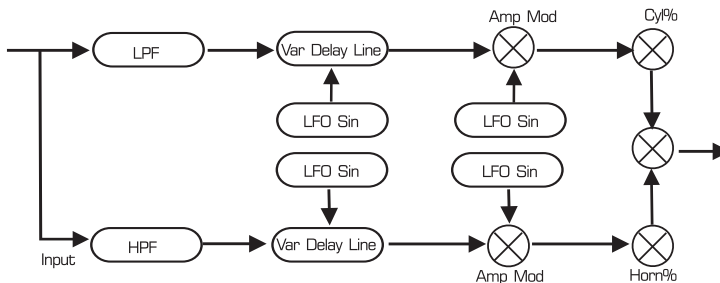 Amp Mod
Cyl%
LPF
Var Delay Line
LFO Sin
LFO Sin
LFO Sin
LFO Sin
HPF
Var Delay Line
Input
Amp Mod
Horn%